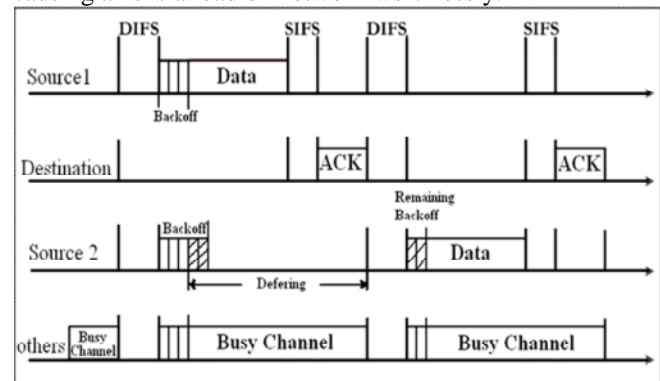 DIFS SIFS DIFS SIFS
Source1 Data
Backoff
Destination ACK ACK
Remaining
Backoff
Backoff
Source 2 Data
Defering
others Busy Channel Busy Channel Busy Channel